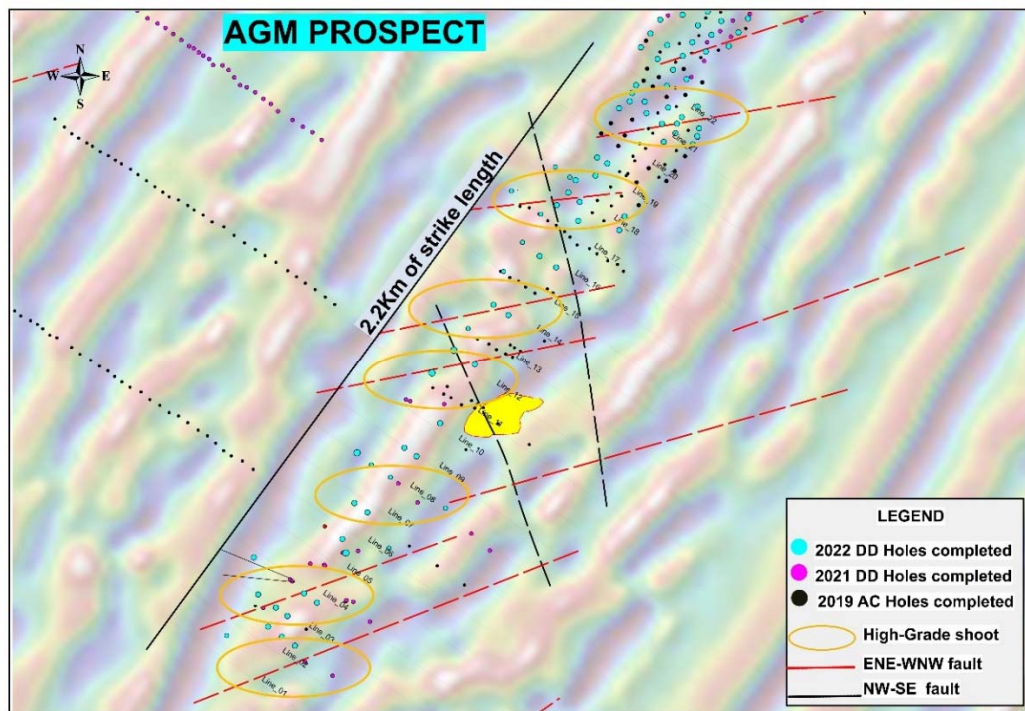 AGM PROSPECT
N
W E
S
2.2Km of strike length
Line_22
Line_21
Line_20
Line_19
Line_18
Line_17
Line_16
Line_15
Line_14
Line_13
Line_12
Line_10
Line_09
Line_08
Line_07
Line_06
Line_05
Line_04
Line_03
Line_02
Line_01
LEGEND
2022 DD Holes completed
2021 DD Holes completed
2019 AC Holes completed
High-Grade shoot
ENE-WNW fault
NW-SE fault